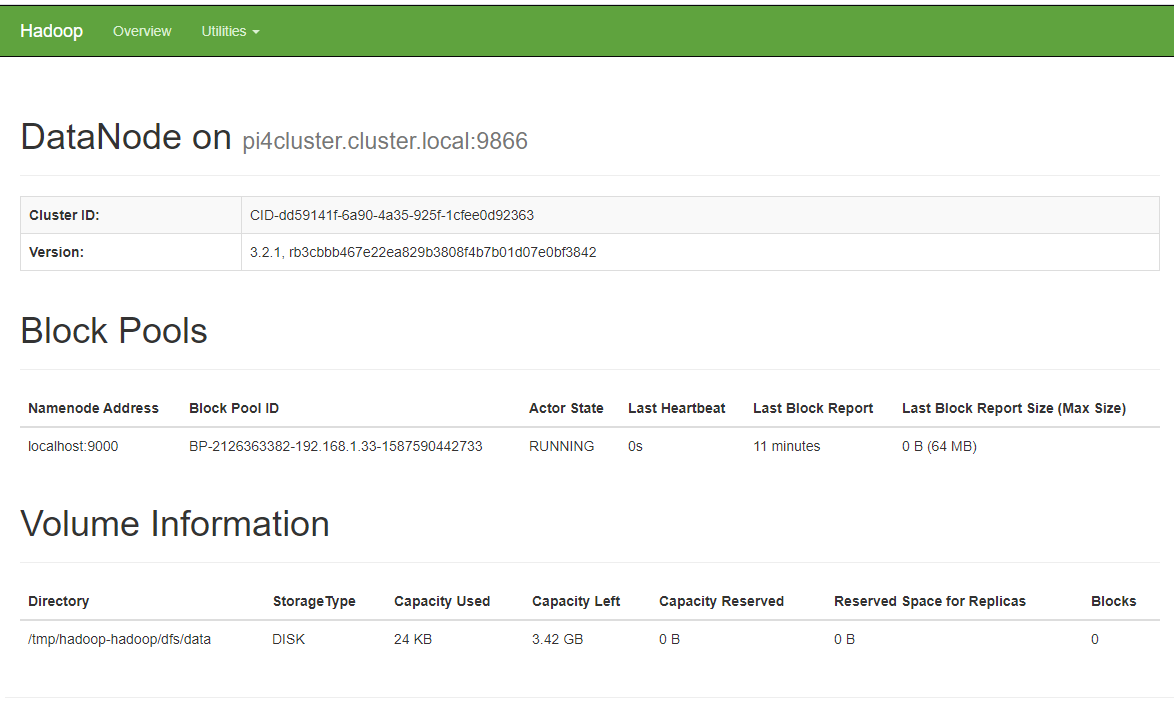 Hadoop Overview Utilities
DataNode on pi4cluster.cluster.local:9866
Cluster ID: CID-dd59141f-6a90-4a35-925f-1cfee0d92363
Version: 3.2.1, rb3cbbb467e22ea829b3808f4b7b01d07e0bf3842
Block Pools
Namenode Address Block Pool ID Actor State Last Heartbeat Last Block Report Last Block Report Size (Max Size)
localhost:9000 BP-2126363382-192.168.1.33-1587590442733 RUNNING 0s 11 minutes 0 B (64 MB)
Volume Information
Directory StorageType Capacity Used Capacity Left Capacity Reserved Reserved Space for Replicas Blocks
/tmp/hadoop-hadoop/dfs/data DISK 24 KB 3.42 GB 0 B 0 B 0